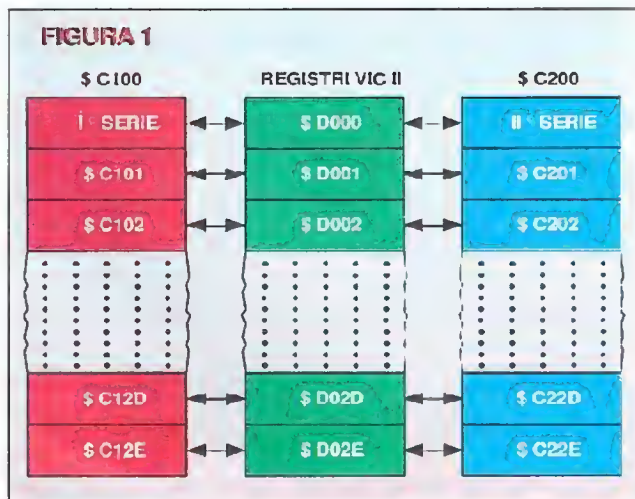 FIGURA 1
$ C100 REGISTRI VIC II $ C200
I° SERIE $ D000 II° SERIE
$ C101 $ D001 $ C201
$ C102 $ D002 $ C202
$ C12D $ D02D $ C22D
$ C12E $ D02E $ C22E